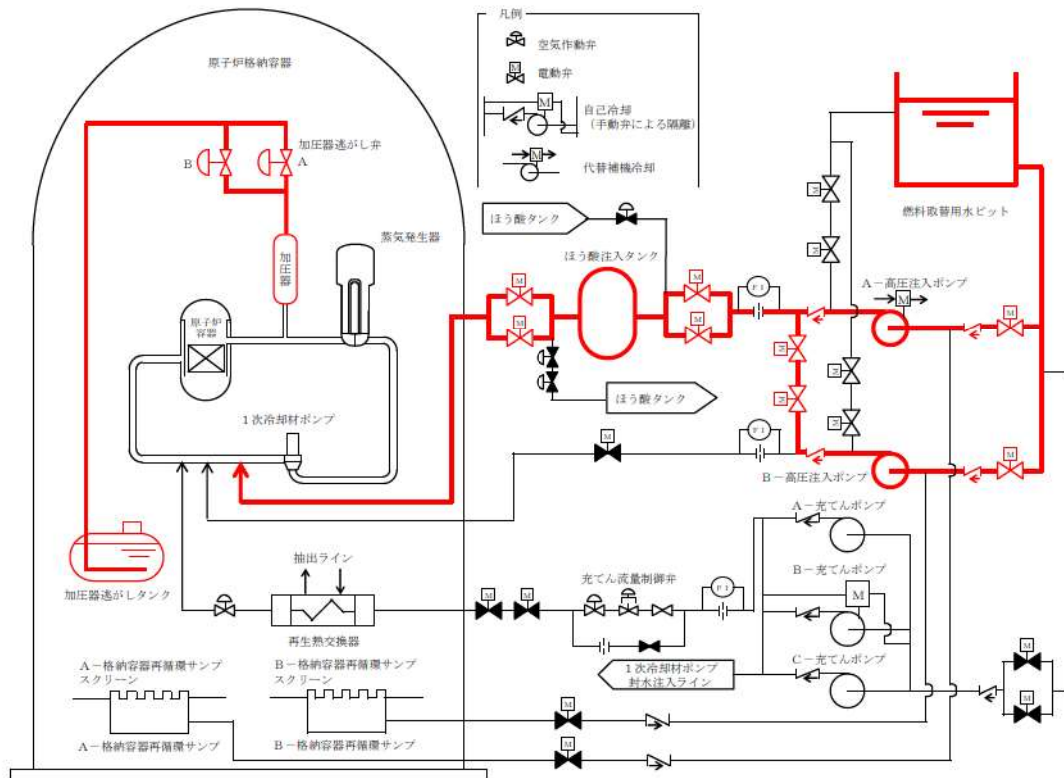 凡例
空気作動弁
M
電動弁
M
自己冷却
(手動弁による隔離)
M
代替補機冷却
原子炉格納容器
加圧器逃がし弁
B
A
加圧器
蒸気発生器
原子炉
容器
1次冷却材ポンプ
加圧器逃がしタンク
ほう酸タンク
ほう酸注入タンク
M
M
M
M
FI
ほう酸タンク
燃料取替用水ピット
M
M
A-高圧注入ポンプ
M
M
M
M
M
M
FI
M
B-高圧注入ポンプ
M
A-充てんポンプ
B-充てんポンプ
M
C-充てんポンプ
抽出ライン
再生熱交換器
M
M
充てん流量制御弁
FI
1次冷却材ポンプ
封水注入ライン
M
M
A-格納容器再循環サンプ
スクリーン
B-格納容器再循環サンプ
スクリーン
A-格納容器再循環サンプ
B-格納容器再循環サンプ
M
M